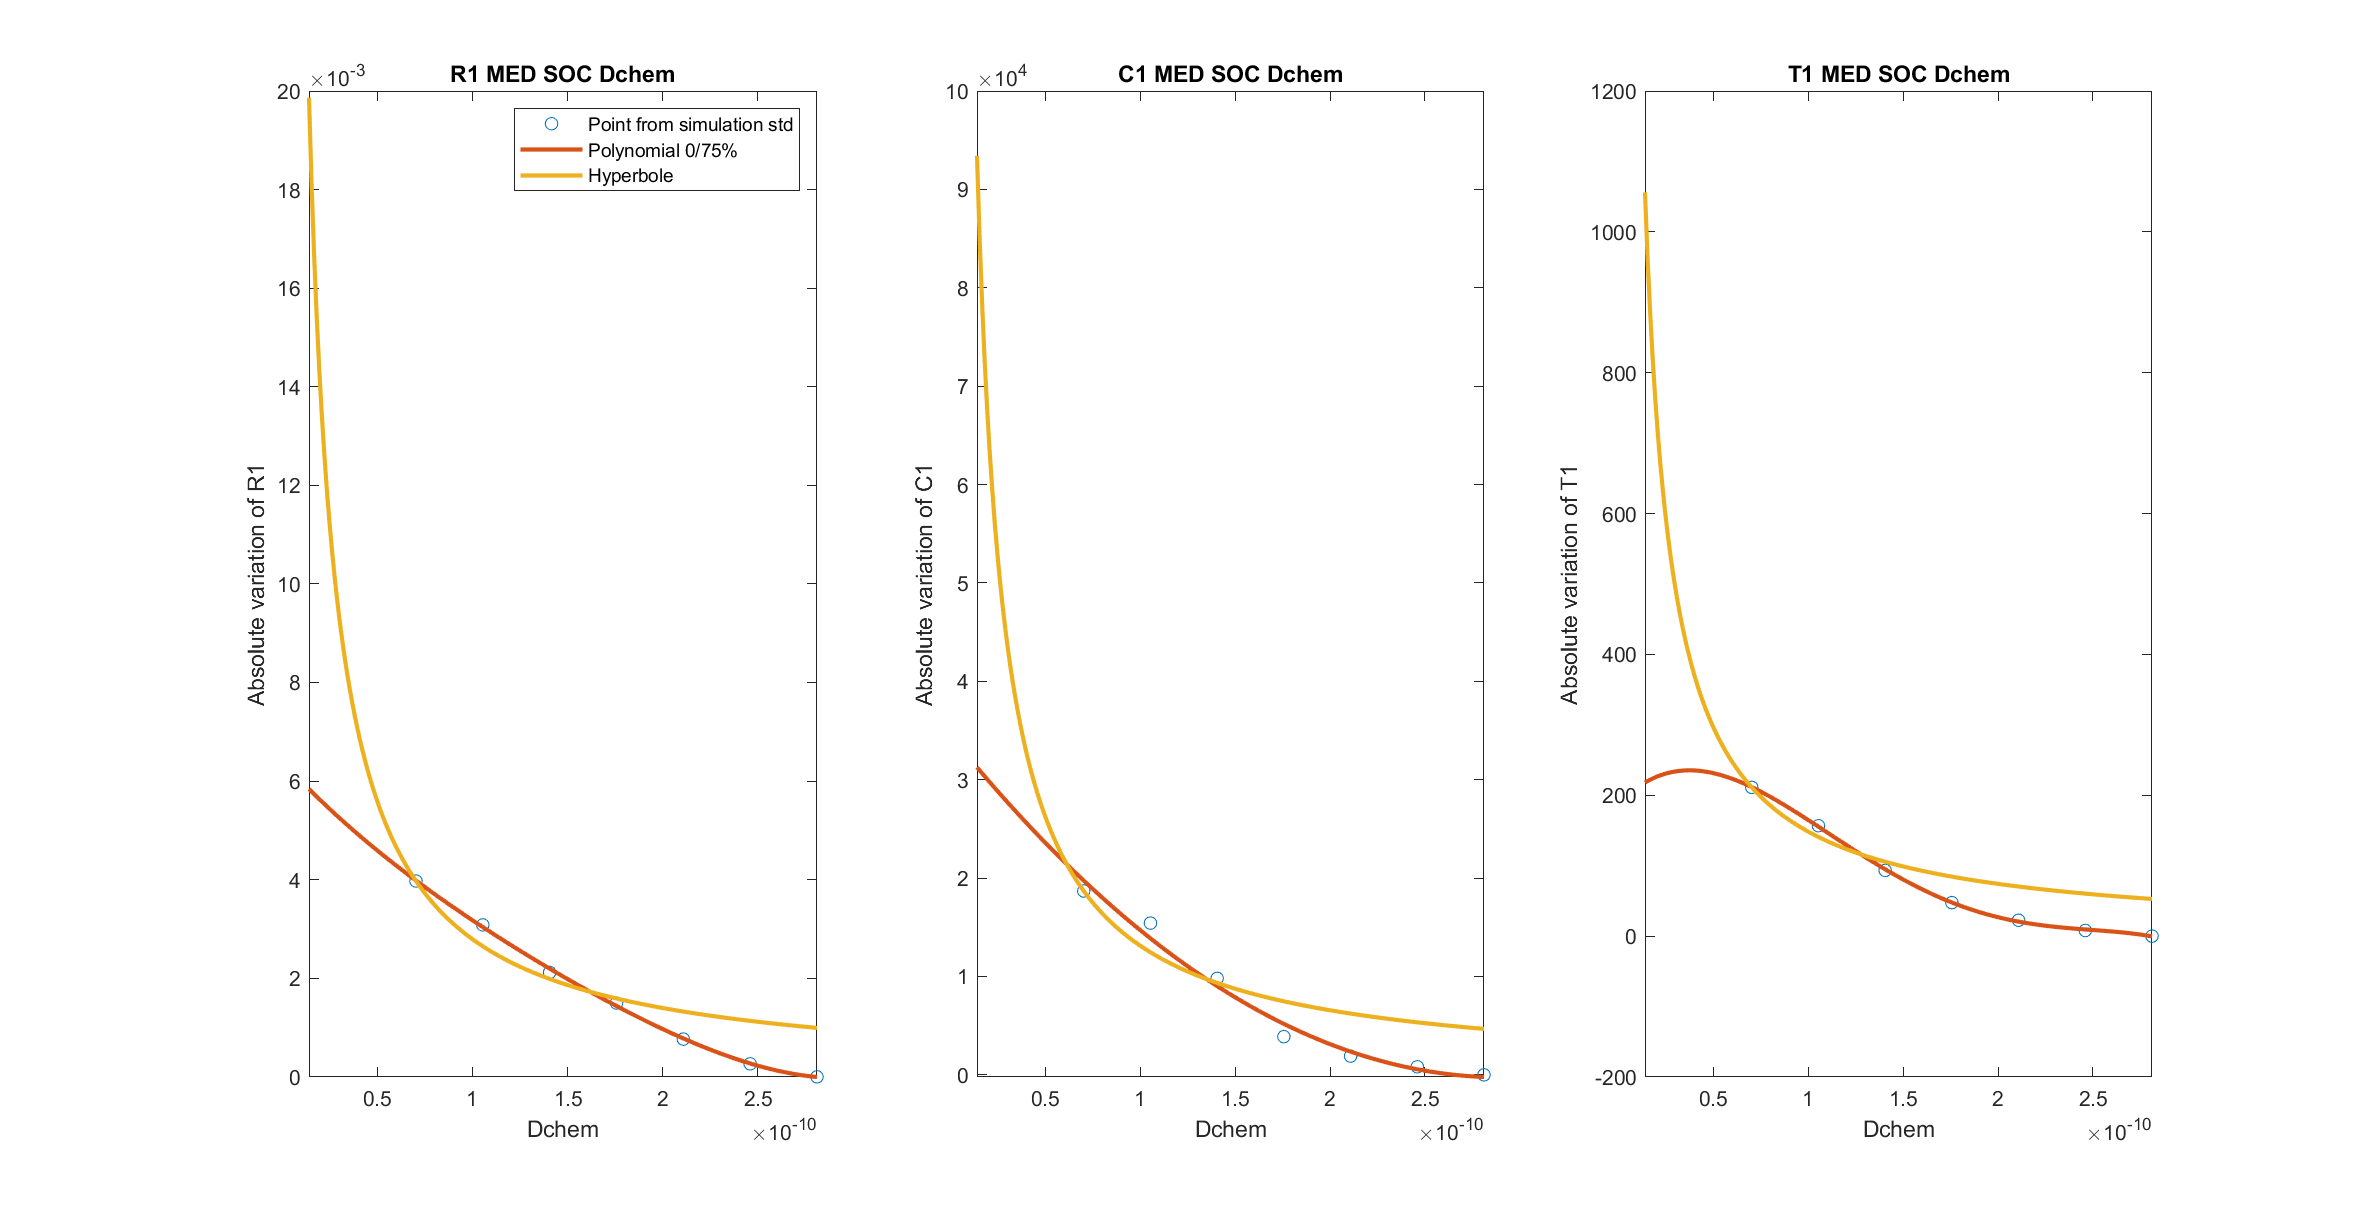 R1 MED SOC Dchem
×10-3
20
18
16
14
12
10
8
6
4
2
0
Absolute variation of R1
Point from simulation std
Polynomial 0/75%
Hyperbole
0.5 1 1.5 2 2.5
Dchem
×10-10
C1 MED SOC Dchem
×104
10
9
8
7
6
5
4
3
2
1
0
Absolute variation of C1
0.5 1 1.5 2 2.5
Dchem
×10-10
T1 MED SOC Dchem
1200
1000
800
600
400
200
0
-200
Absolute variation of T1
0.5 1 1.5 2 2.5
Dchem
×10-10